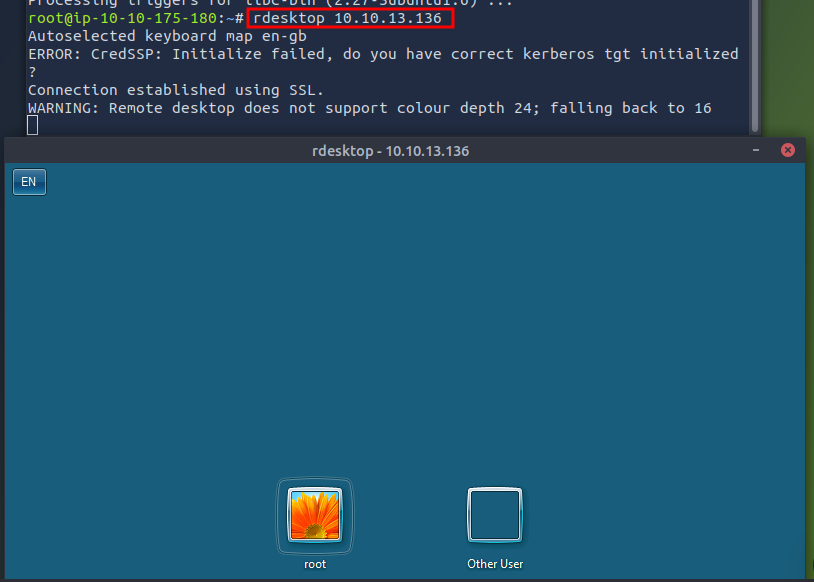 Processing triggers for libc-bin (2.27-3ubuntu1.6) ...
root@ip-10-10-175-180:~# rdesktop 10.10.13.136
Autoselected keyboard map en-gb
ERROR: CredSSP: Initialize failed, do you have correct kerberos tgt initialized
?
Connection established using SSL.
WARNING: Remote desktop does not support colour depth 24; falling back to 16
rdesktop - 10.10.13.136
EN
root
Other User